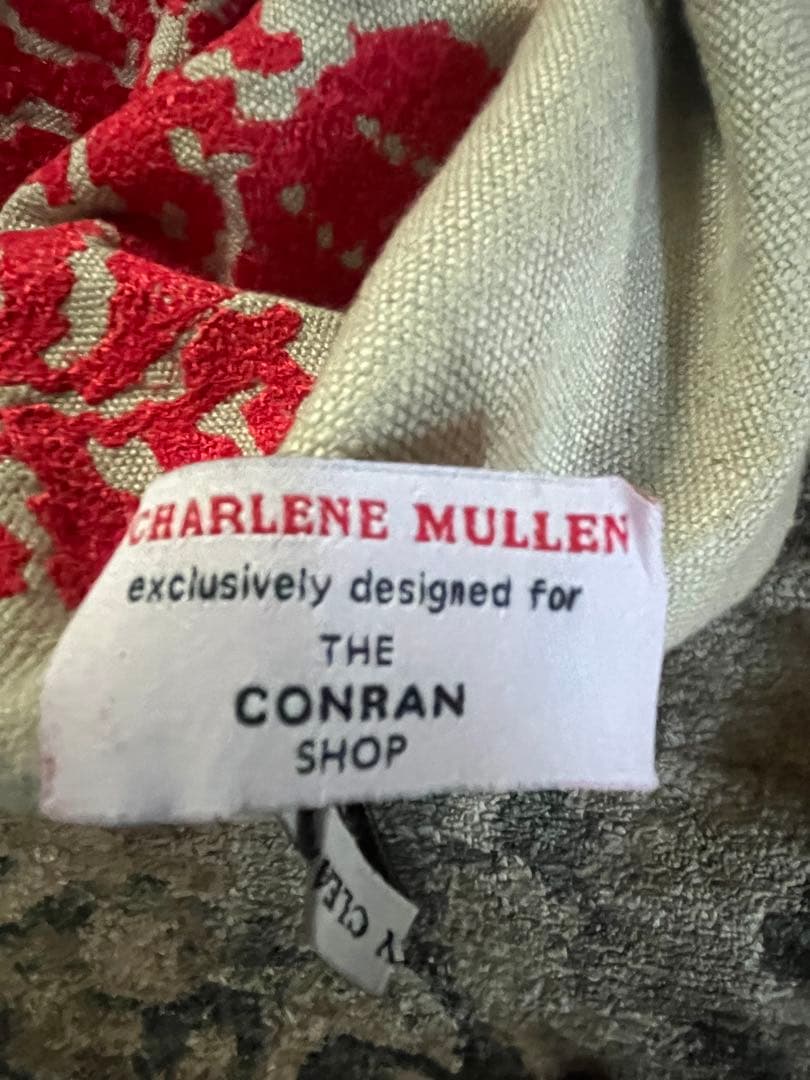 CHARLENE MULLEN
exclusively designed for
THE
CONRAN
SHOP